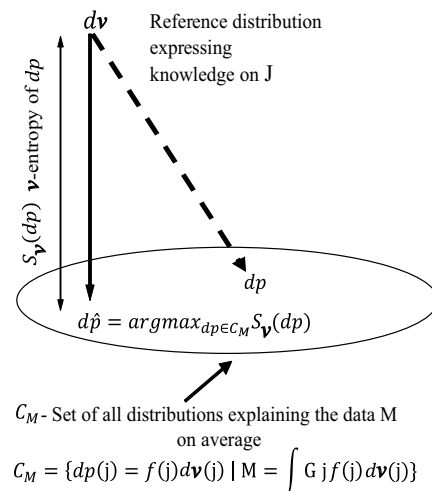 d𝝂
Reference distribution
expressing
knowledge on J
S𝝂(dp) 𝝂-entropy of dp
dp
dp̂ = argmax_{dp∈C_M} S𝝂(dp)
C_M- Set of all distributions explaining the data M
on average
C_M = {dp(j) = f(j)d𝝂(j) | M = ∫ G jf(j)d𝝂(j)}